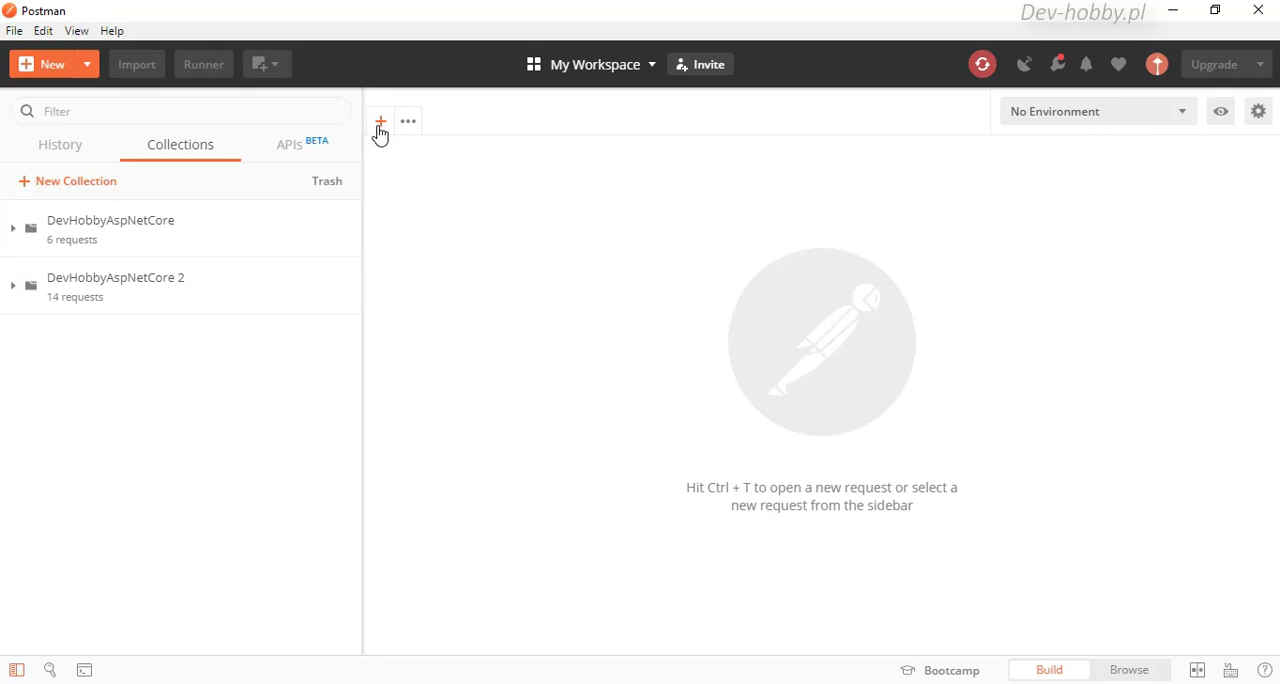 Postman
Dev-hobby.pl
File Edit View Help
New Import Runner My Workspace Invite Upgrade
Filter
No Environment
History Collections APIs BETA
New Collection Trash
DevHobbyAspNetCore
6 requests
DevHobbyAspNetCore 2
14 requests
Hit Ctrl + T to open a new request or select a
new request from the sidebar
Bootcamp Build Browse